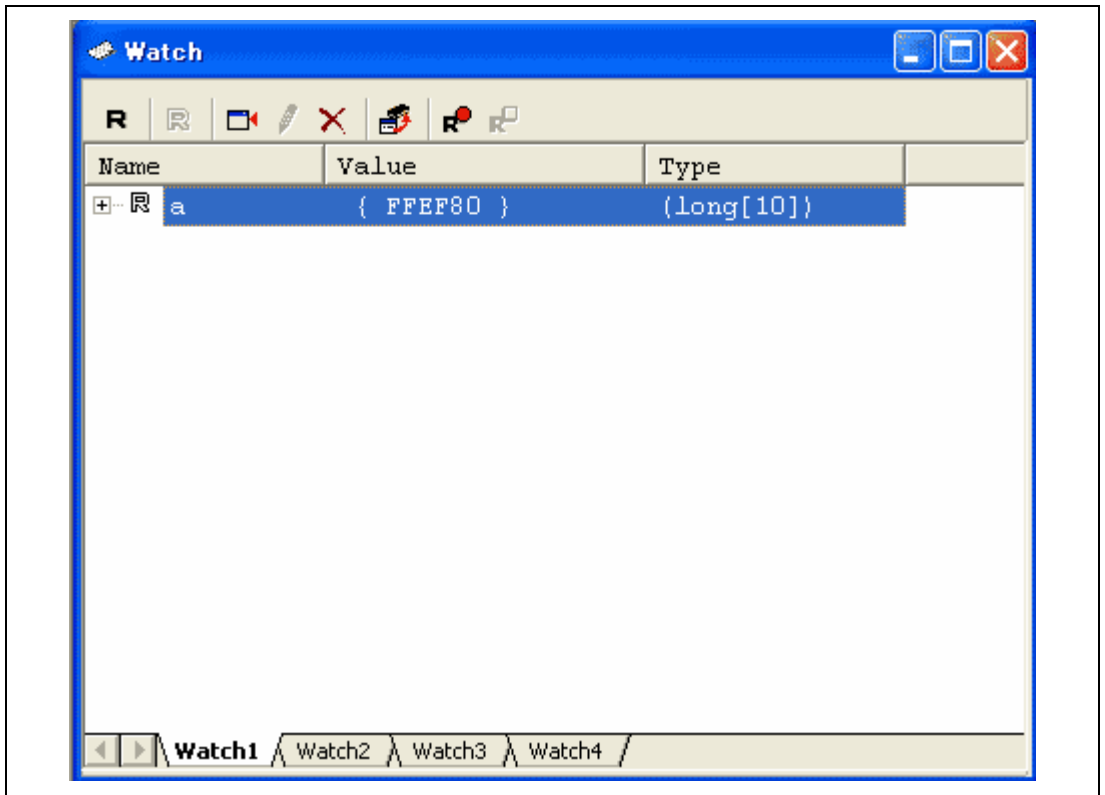 Watch
R R R R
Name Value Type
R a { FFEF80 } (long[10])
Watch1 Watch2 Watch3 Watch4